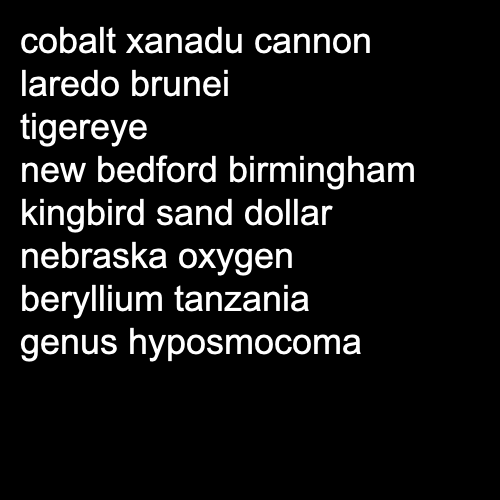 cobalt xanadu cannon
laredo brunei
tigereye
new bedford birmingham
kingbird sand dollar
nebraska oxygen
beryllium tanzania
genus hyposmocoma